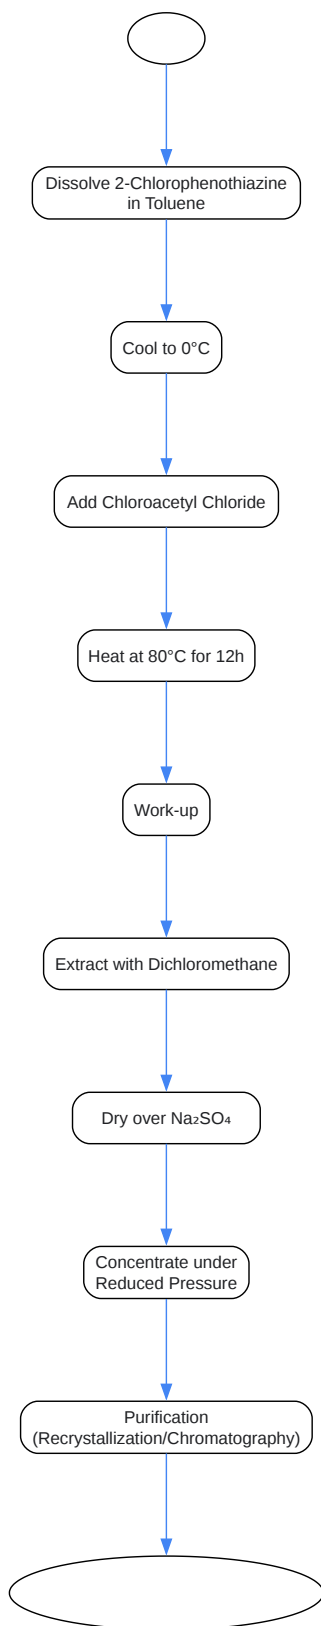 Dissolve 2-Chlorophenothiazine
in Toluene
Cool to 0°C
Add Chloroacetyl Chloride
Heat at 80°C for 12h
Work-up
Extract with Dichloromethane
Dry over Na₂SO₄
Concentrate under
Reduced Pressure
Purification
(Recrystallization/Chromatography)